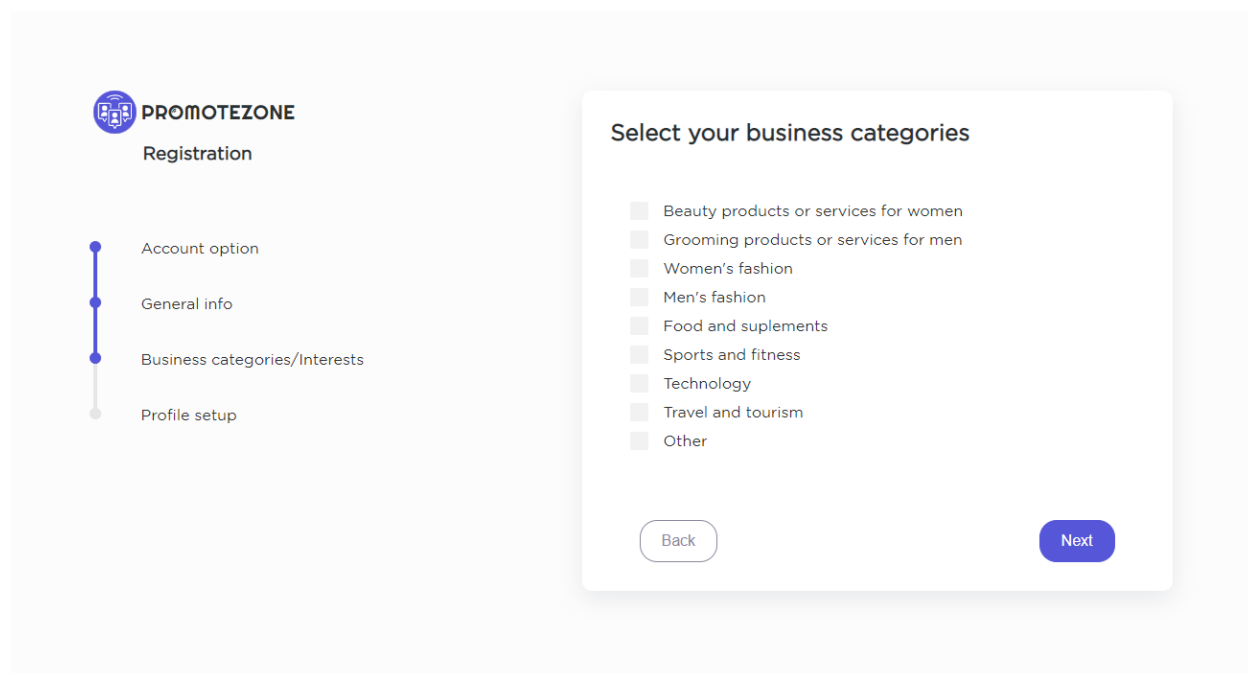 PROMOTEZONE
Registration
Account option
General info
Business categories/Interests
Profile setup
Select your business categories
Beauty products or services for women
Grooming products or services for men
Women's fashion
Men's fashion
Food and suplements
Sports and fitness
Technology
Travel and tourism
Other
Back
Next